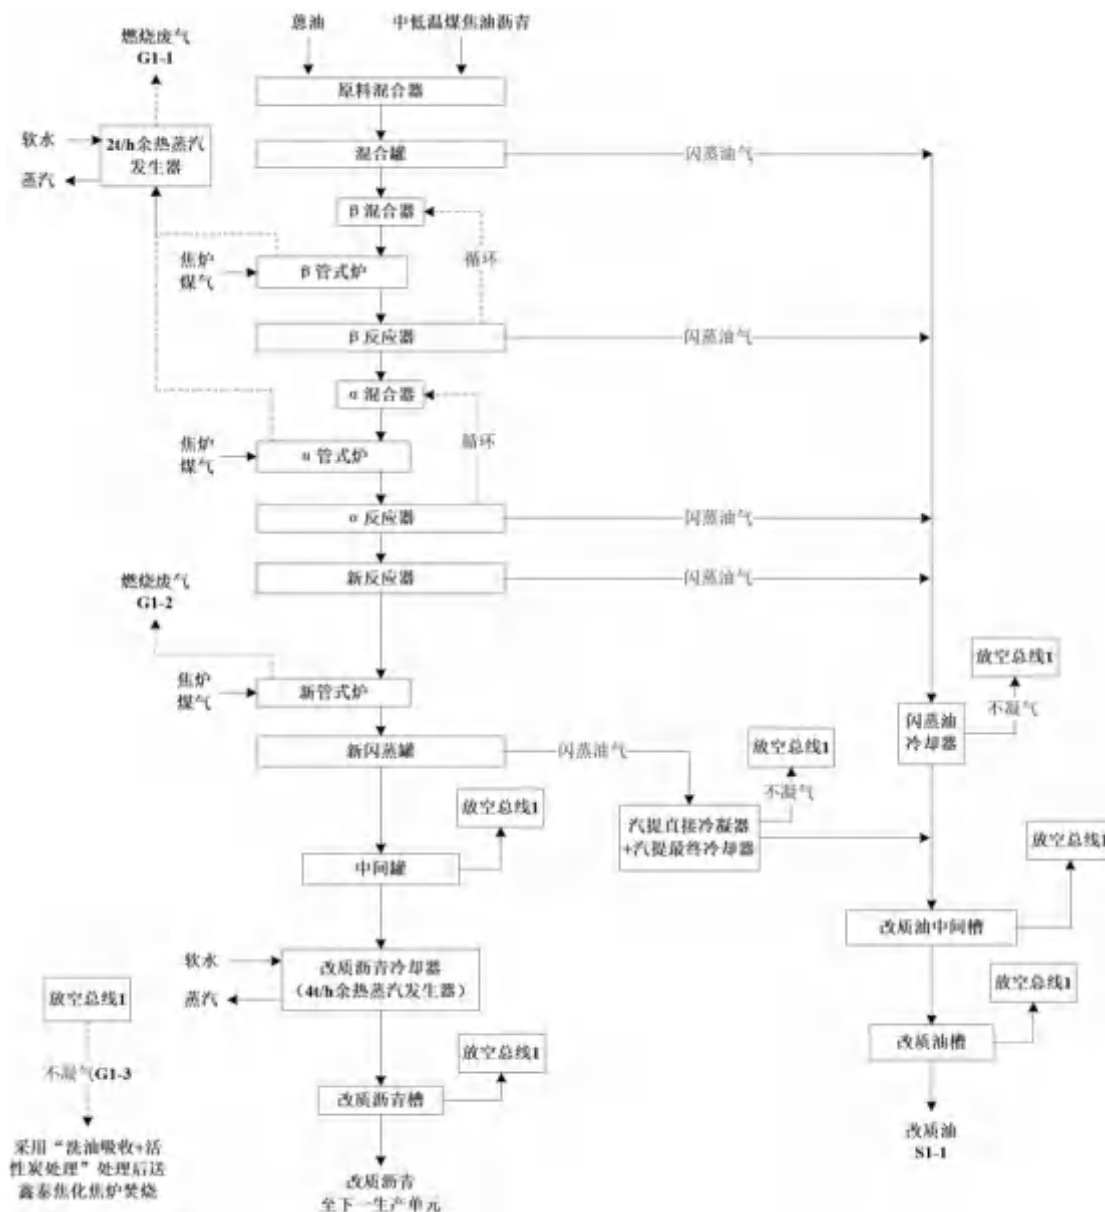 蒽油
中低温煤焦油沥青
燃烧废气
G1-1
原料混合器
软水
2t/h余热蒸汽
发生器
蒸汽
混合罐
闪蒸油气
β混合器
循环
焦炉
煤气
β管式炉
β反应器
闪蒸油气
α混合器
循环
焦炉
煤气
α管式炉
α反应器
闪蒸油气
新反应器
闪蒸油气
燃烧废气
G1-2
焦炉
煤气
新管式炉
放空总线1
不凝气
闪蒸油
冷却器
新闪蒸罐
闪蒸油气
放空总线1
不凝气
放空总线1
汽提直接冷凝器
+汽提最终冷却器
放空总线1
中间罐
改质油中间槽
软水
改质沥青冷却器
(4t/h余热蒸汽发生器)
蒸汽
放空总线1
放空总线1
不凝气G1-3
放空总线1
改质油槽
改质沥青槽
采用“洗油吸收+活
性炭处理”处理后送
鑫泰焦化焦炉焚烧
改质沥青
至下一生产单元
改质油
S1-1